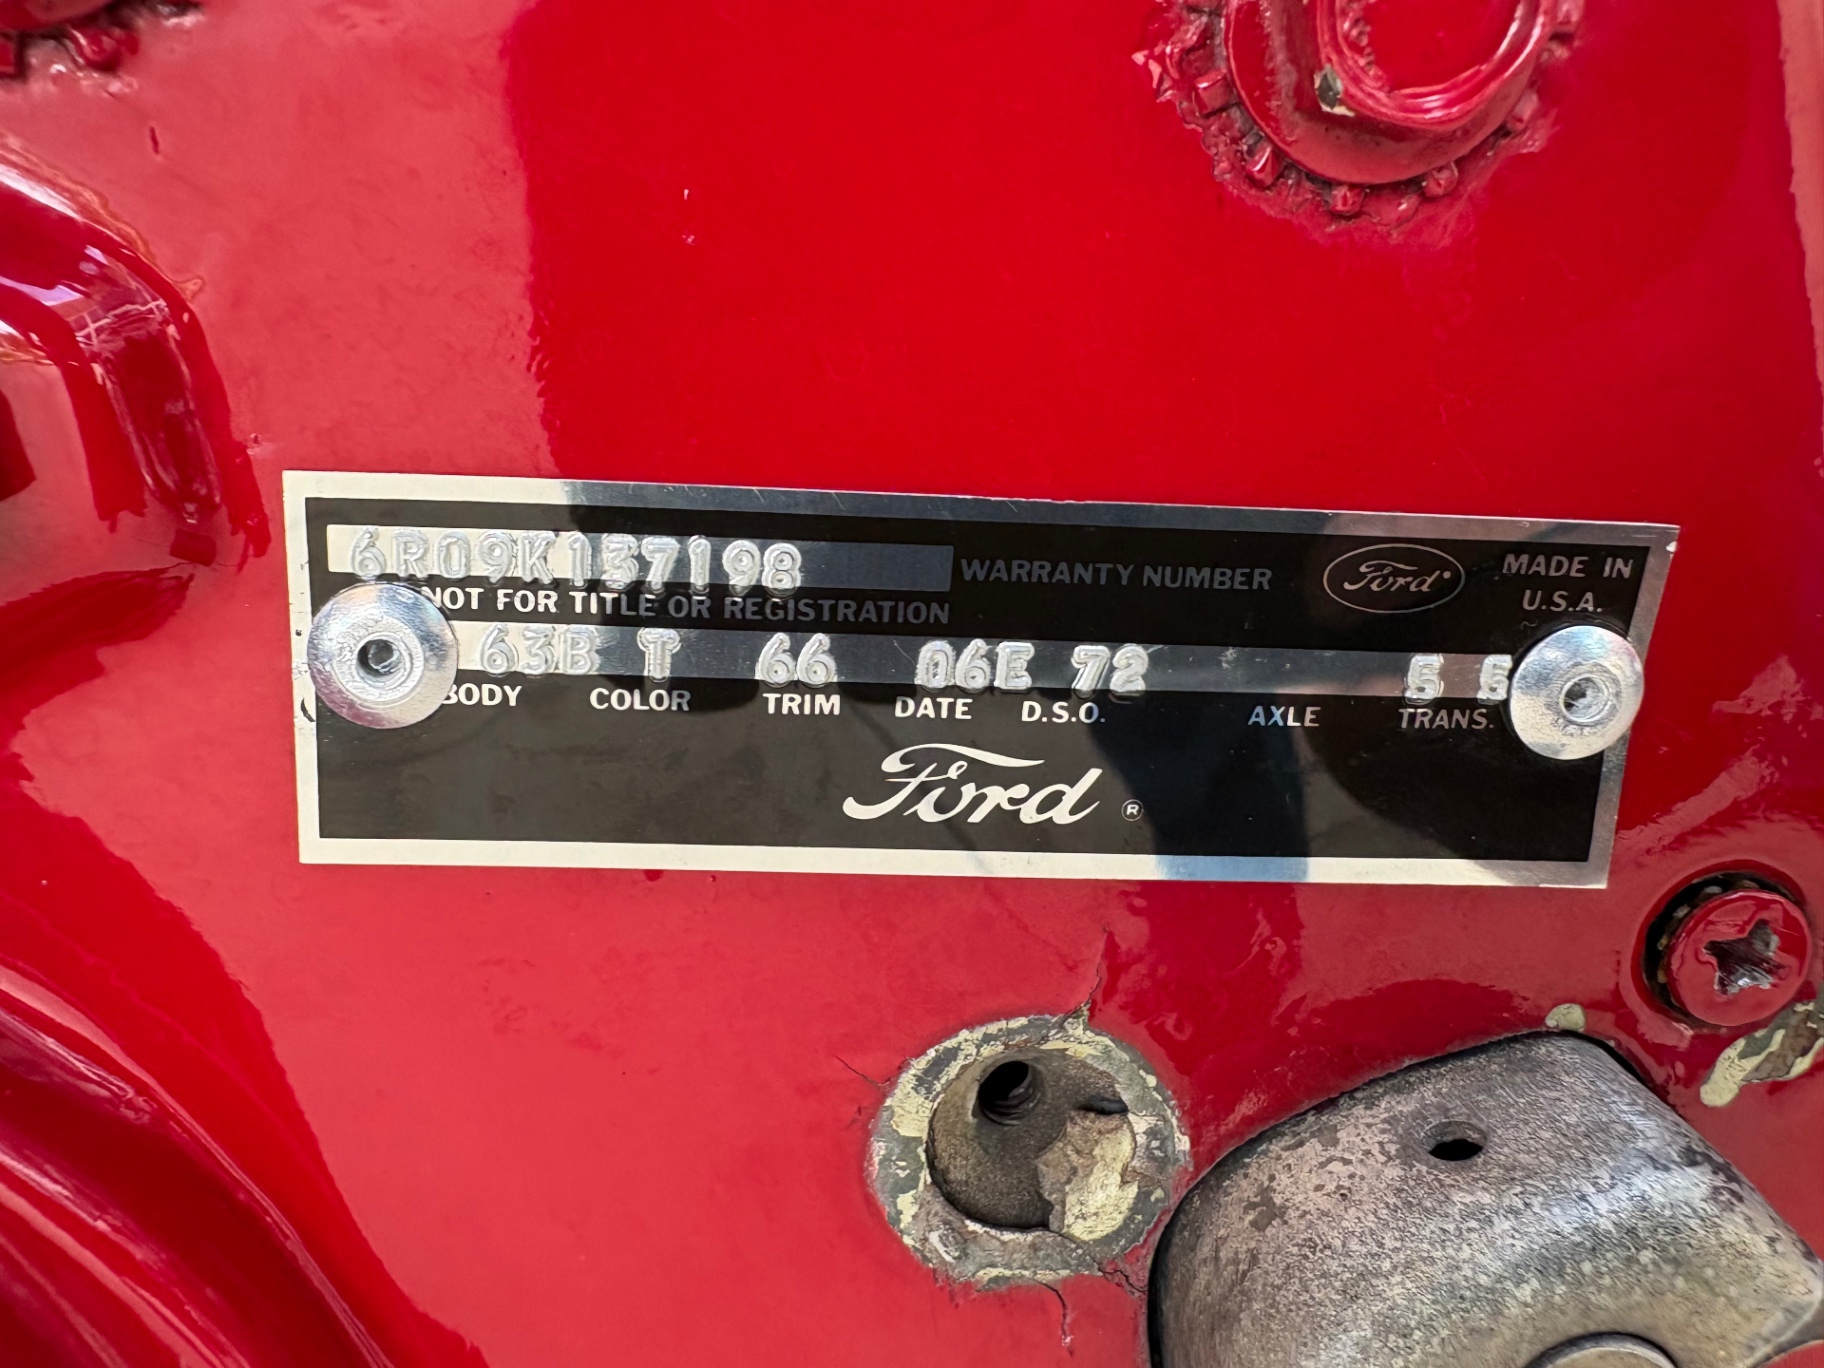 6R09K137198 WARRANTY NUMBER Ford MADE IN
U.S.A.
NOT FOR TITLE OR REGISTRATION
63B T 66 06E 72 5 5
BODY COLOR TRIM DATE D.S.O. AXLE TRANS.
Ford ®